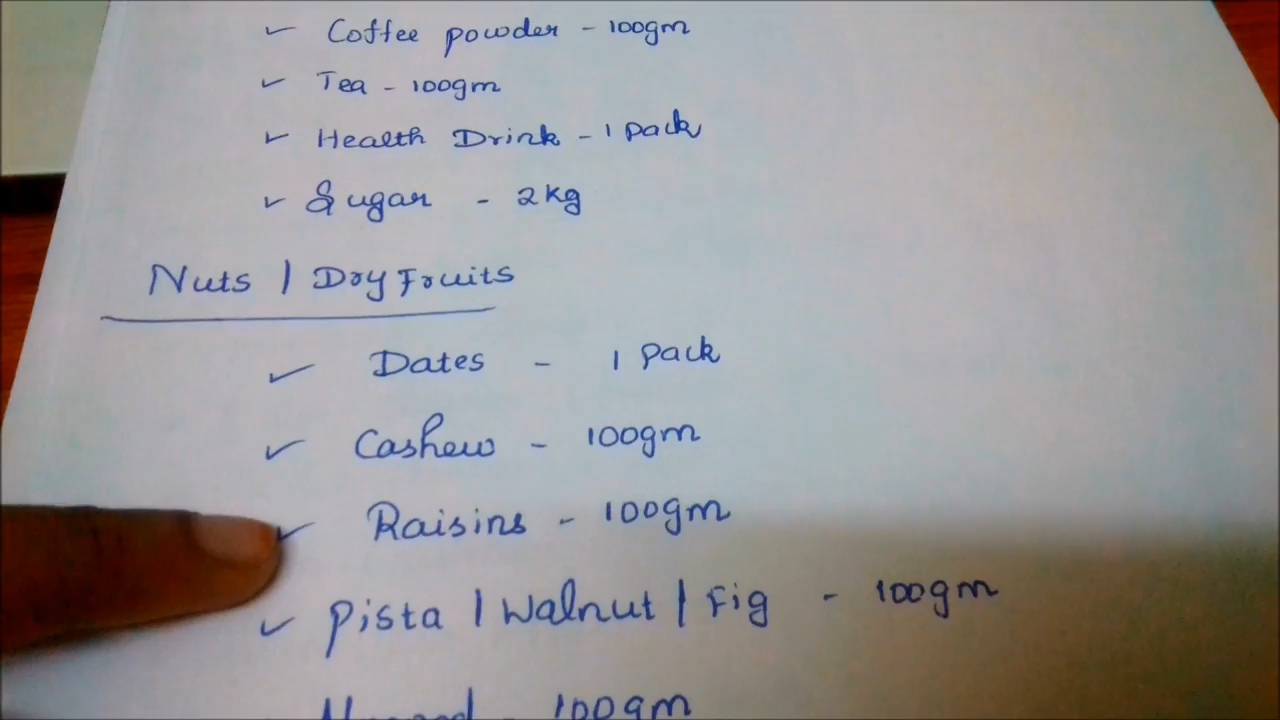 ✓ Coffee powder - 100gm
✓ Tea - 100gm
✓ Health Drink - 1 pack
✓ Sugar - 2kg
Nuts | Dry Fruits
✓ Dates - 1 pack
✓ Cashew - 100gm
✓ Raisins - 100gm
✓ Pista | Walnut | Fig - 100gm
Almond - 100gm